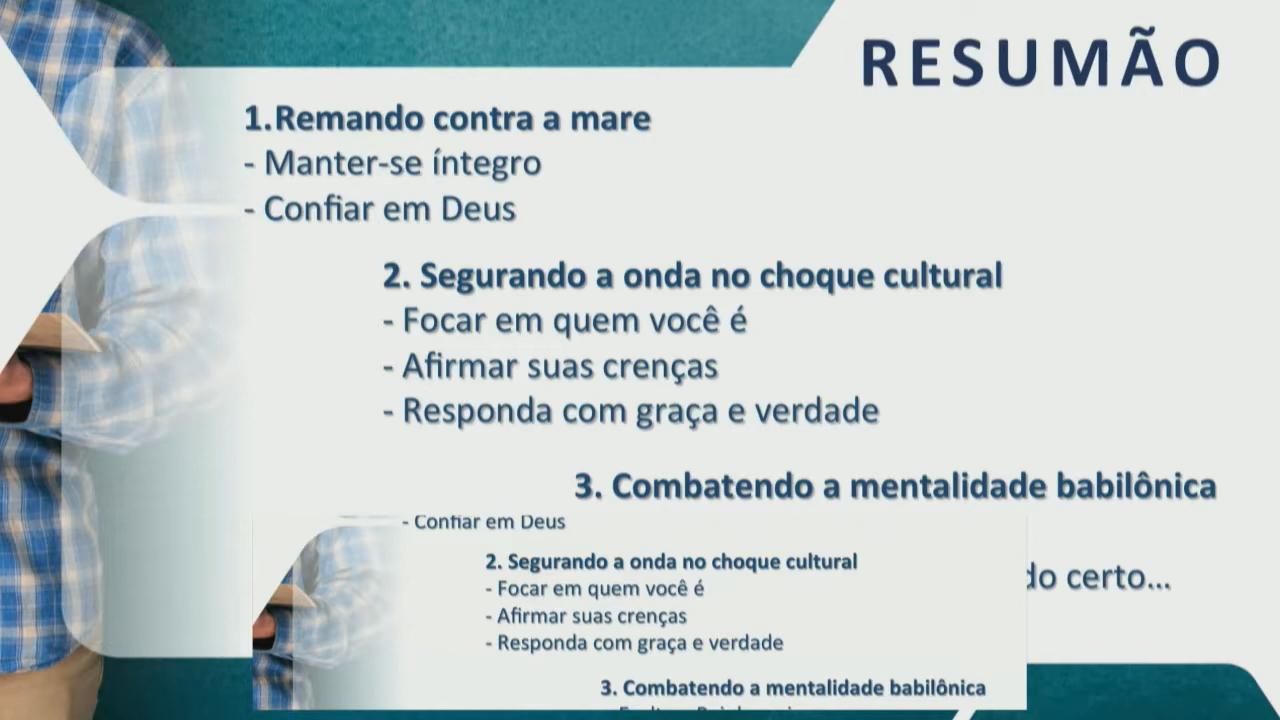 RESUMÃO
1.Remando contra a mare
- Manter-se íntegro
- Confiar em Deus
2. Segurando a onda no choque cultural
- Focar em quem você é
- Afirmar suas crenças
- Responda com graça e verdade
3. Combatendo a mentalidade babilônica
- Confiar em Deus
2. Segurando a onda no choque cultural
do certo...
- Focar em quem você é
- Afirmar suas crenças
- Responda com graça e verdade
3. Combatendo a mentalidade babilônica